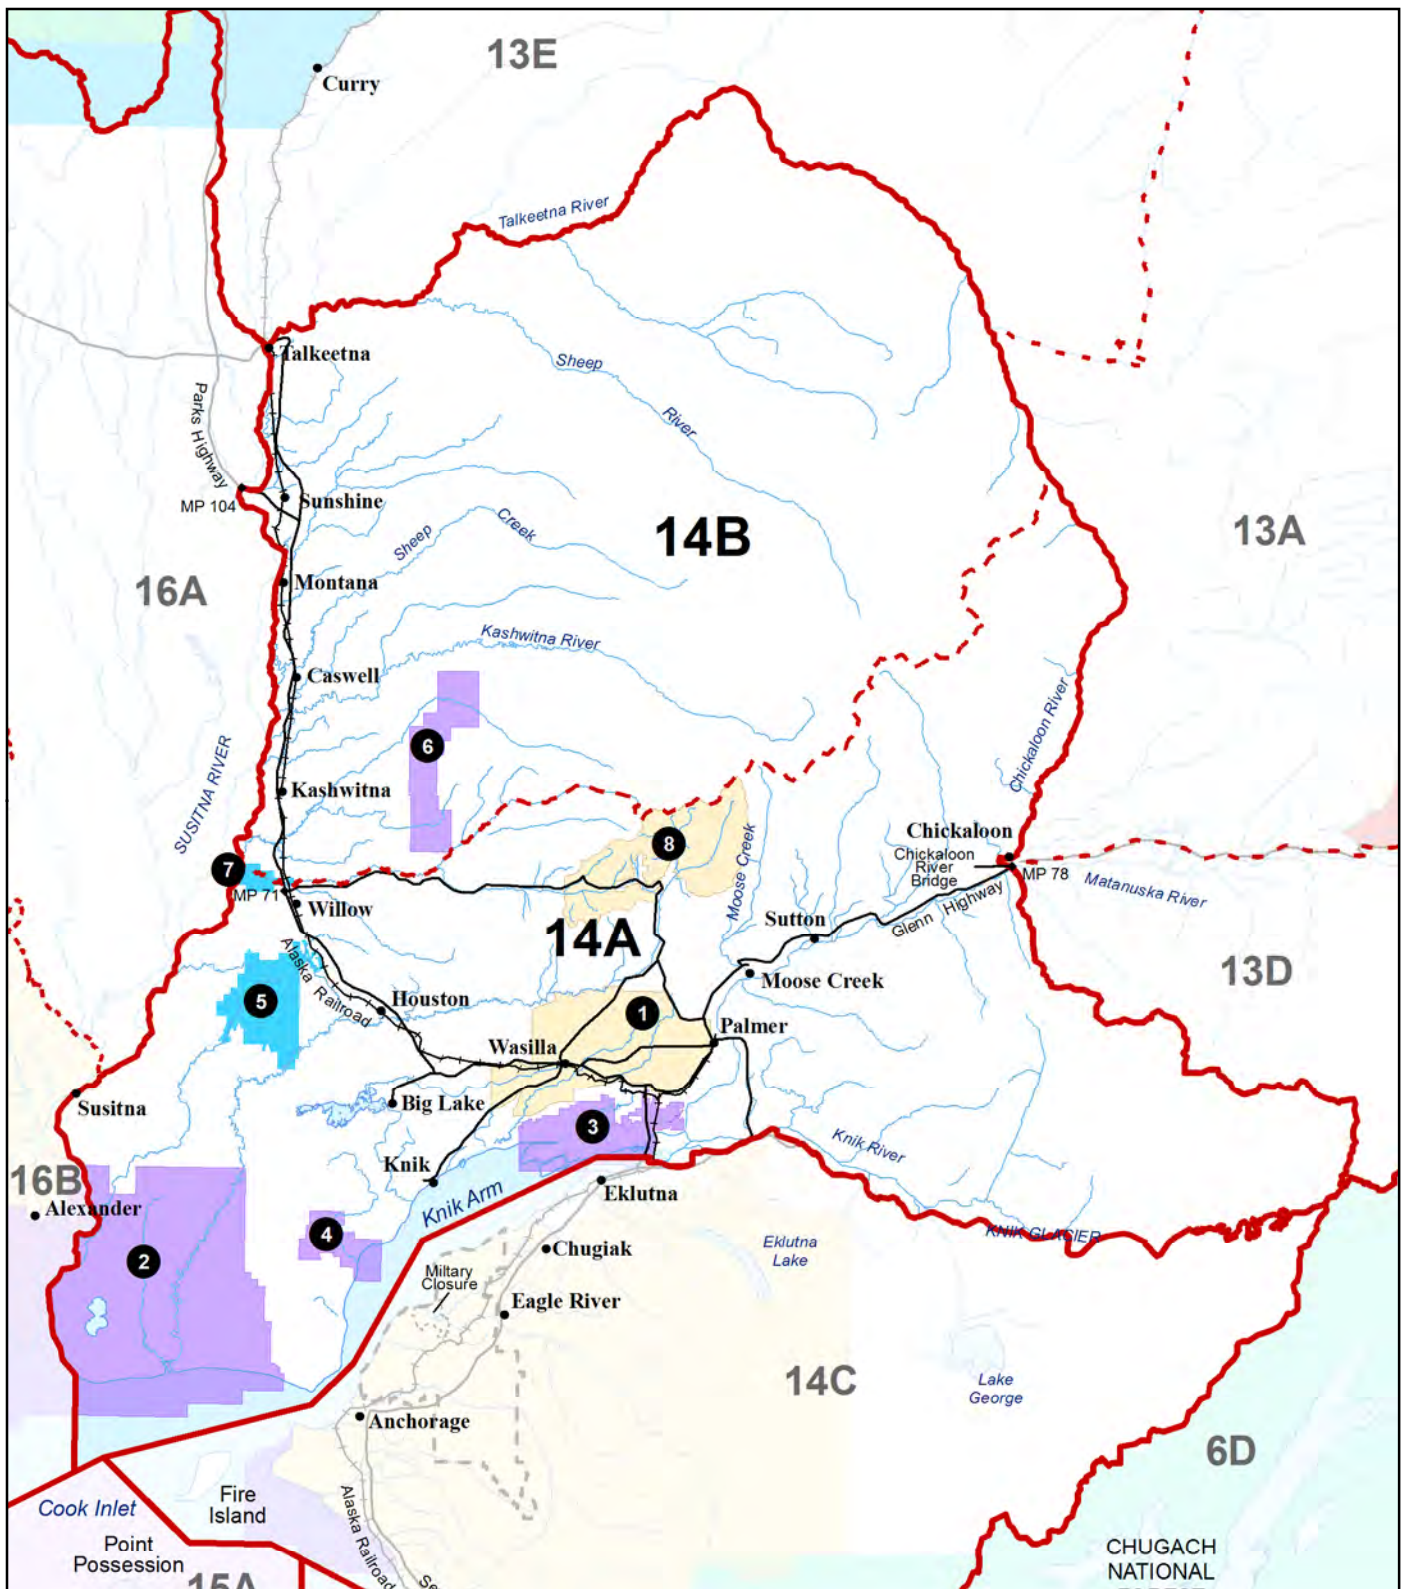 13E
Curry
Talkeetna River
Talkeetna
Sheep
River
Parks Highway
MP 104
Sunshine
Sheep
Creek
14B
13A
16A
Montana
Kashwitna River
Caswell
Chickaloon River
6
SUSITNA RIVER
Kashwitna
8
Moose Creek
Chickaloon
Chickaloon
River
Bridge
MP 78
7
MP 71
Willow
Matanuska River
Glenn Highway
Sutton
14A
Alaska Railroad
13D
Moose Creek
5
Houston
1
Palmer
Wasilla
Big Lake
Susitna
3
Knik River
Knik
16B
Alexander
Knik Arm
Eklutna
4
KNIK GLACIER
2
Chugiak
Eklutna
Lake
Miltary
Closure
Eagle River
14C
Lake
George
Anchorage
6D
Cook Inlet
Fire
Island
Alaska Railroad
Point
Possession
15A
CHUGACH
NATIONAL